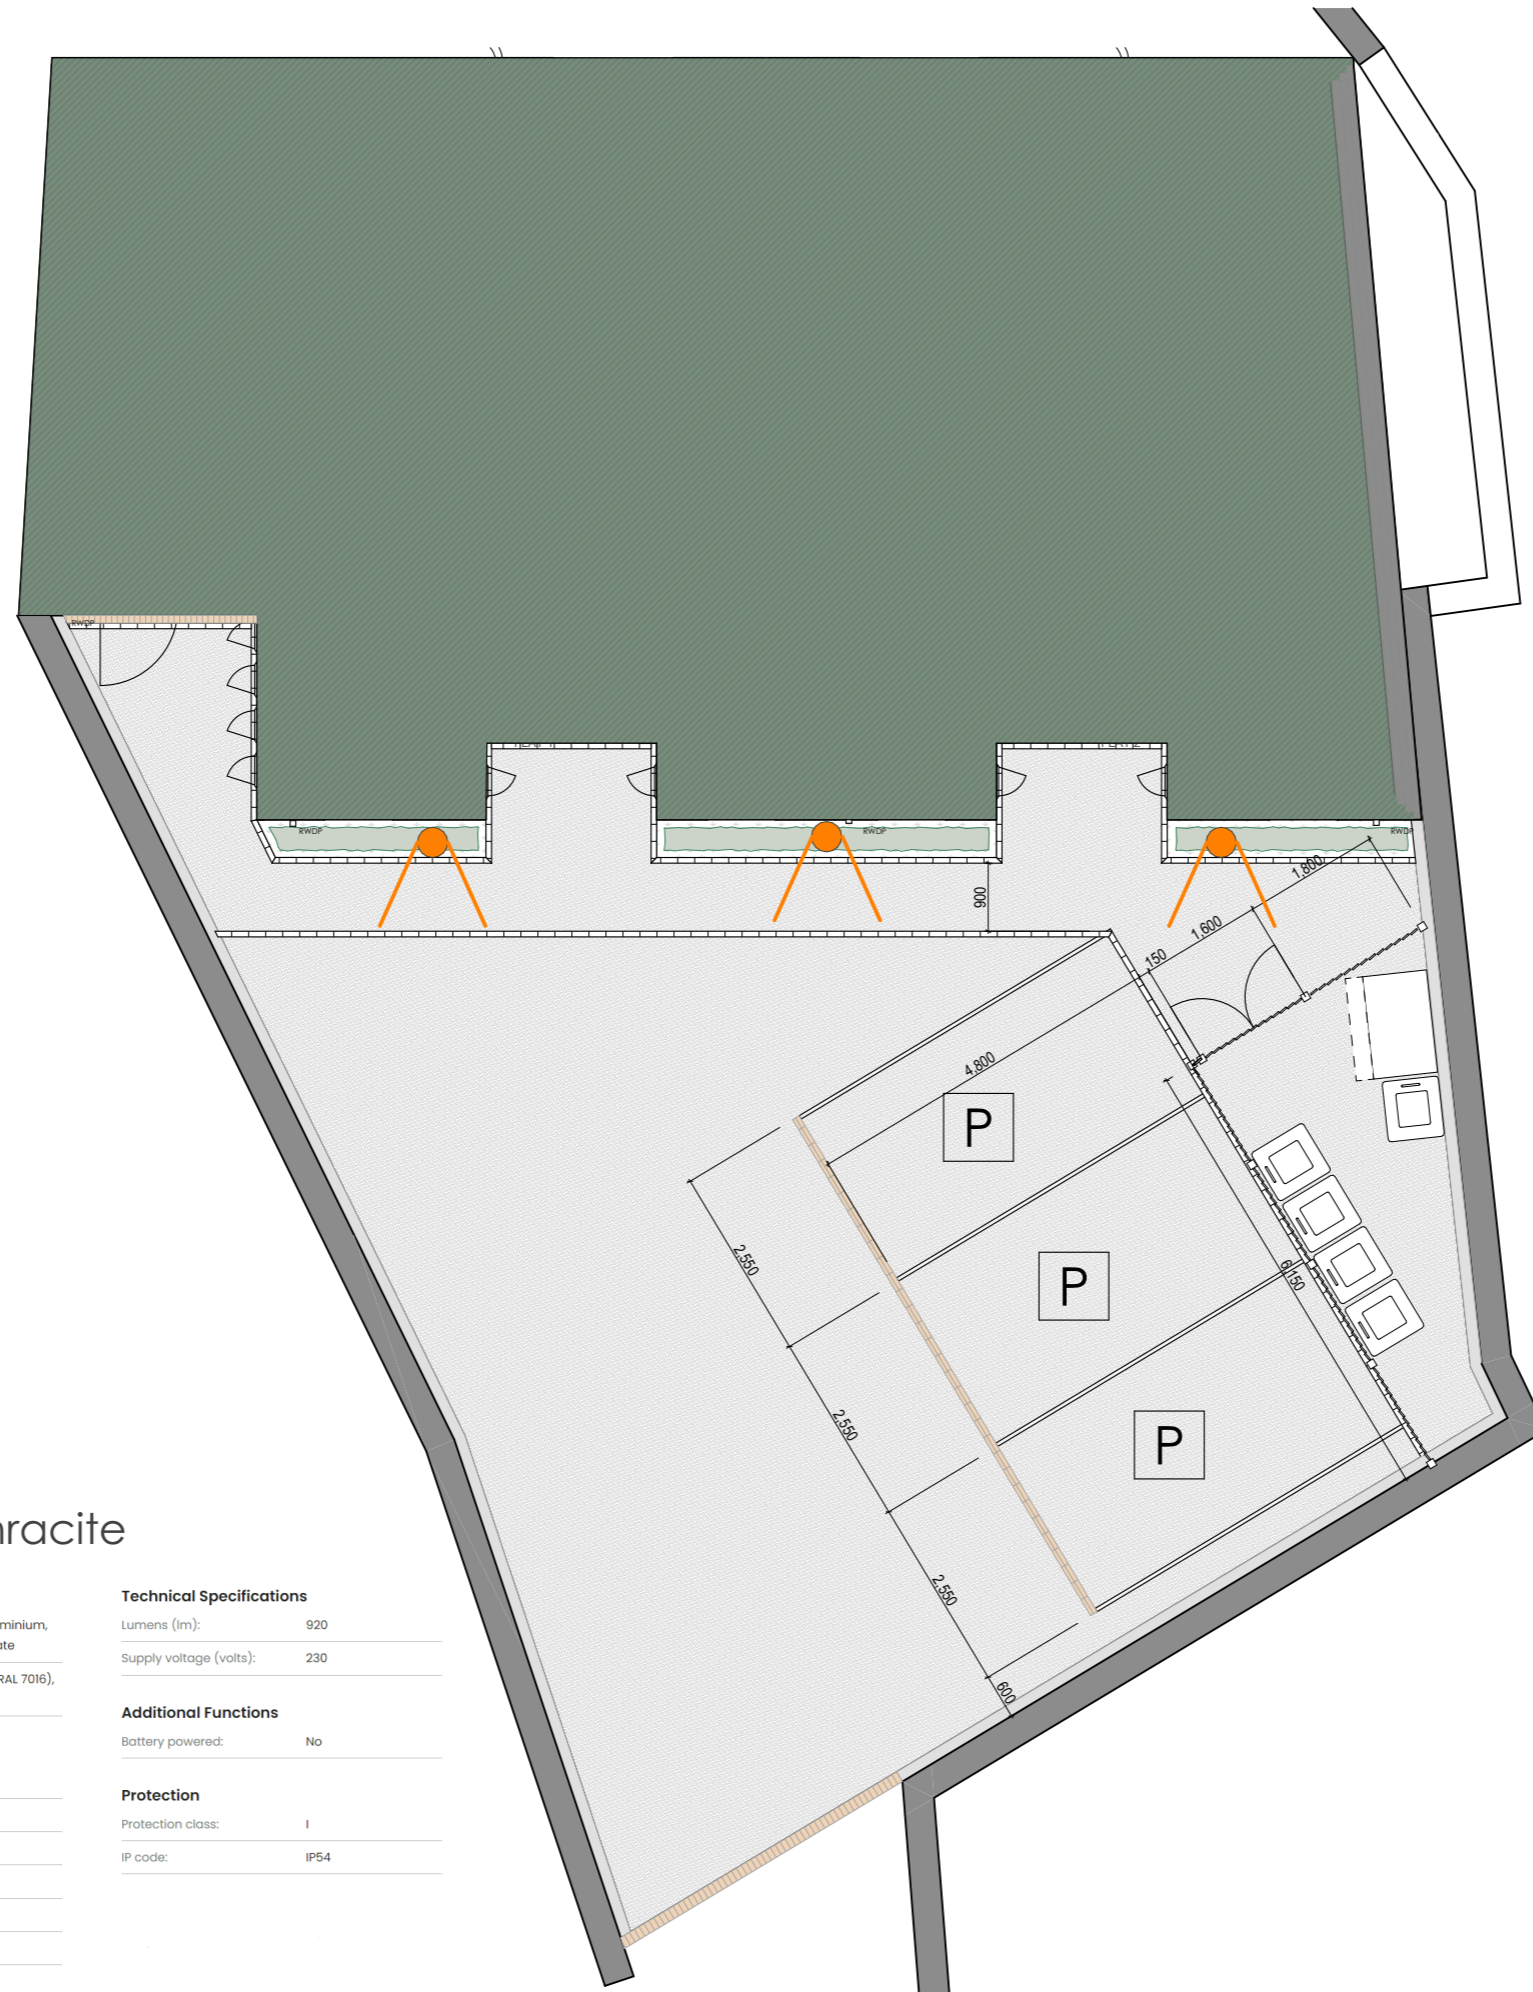 RWDP
RWDP
RWDP
RWDP
900
1,800
1,600
150
4,800
P
P
P
2,550
2,550
2,550
6,150
600
nracite
minium,
ate
RAL 7016),
Technical Specifications
Lumens (lm): 920
Supply voltage (volts): 230
Additional Functions
Battery powered: No
Protection
Protection class: I
IP code: IP54